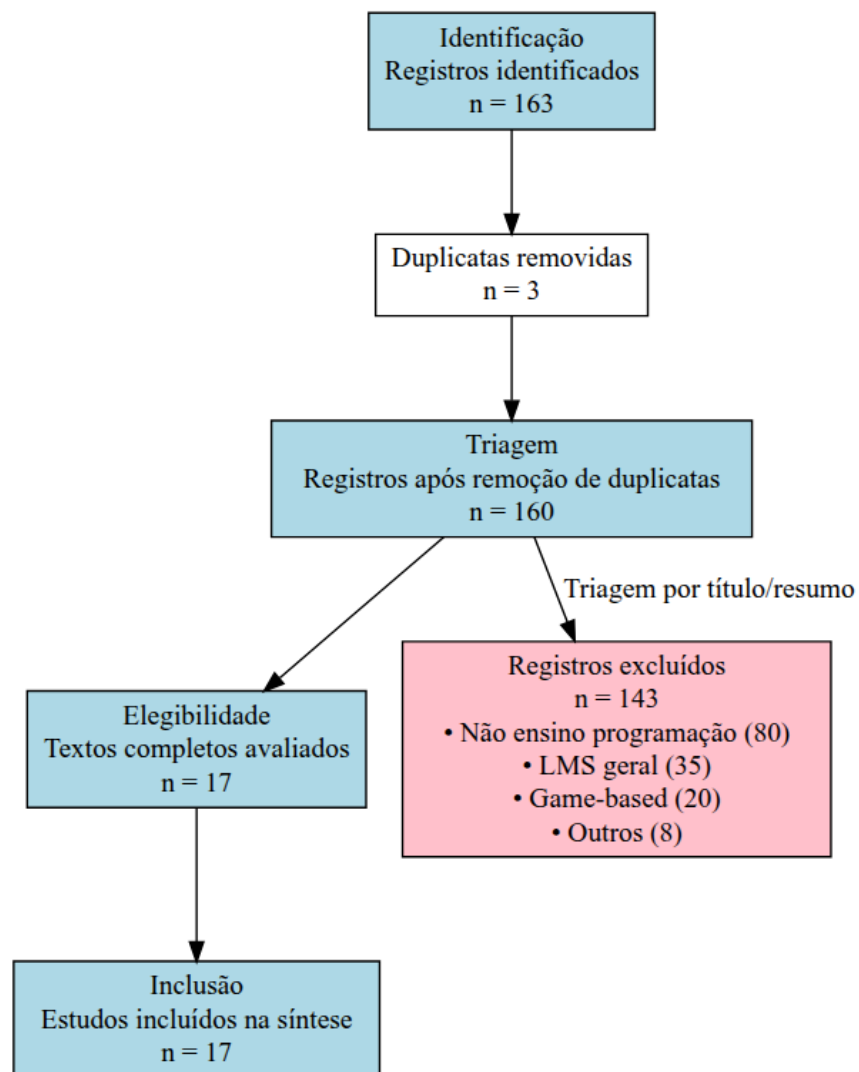 Identificação
Registros identificados
n = 163
Duplicatas removidas
n = 3
Triagem
Registros após remoção de duplicatas
n = 160
Triagem por título/resumo
Elegibilidade
Textos completos avaliados
n = 17
Registros excluídos
n = 143
• Não ensino programação (80)
• LMS geral (35)
• Game-based (20)
• Outros (8)
Inclusão
Estudos incluídos na síntese
n = 17